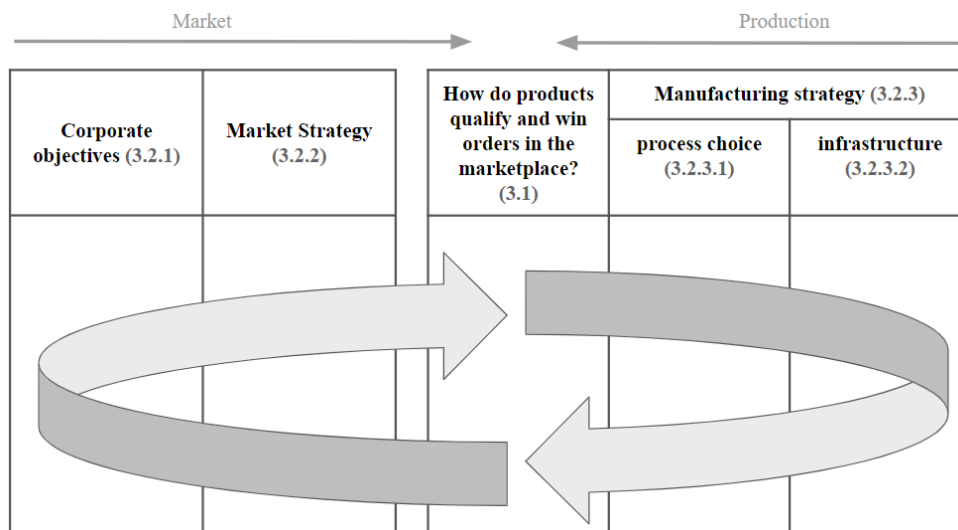 Market
Production
Corporate
objectives (3.2.1)
Market Strategy
(3.2.2)
How do products
qualify and win
orders in the
marketplace?
(3.1)
Manufacturing strategy (3.2.3)
process choice
(3.2.3.1)
infrastructure
(3.2.3.2)